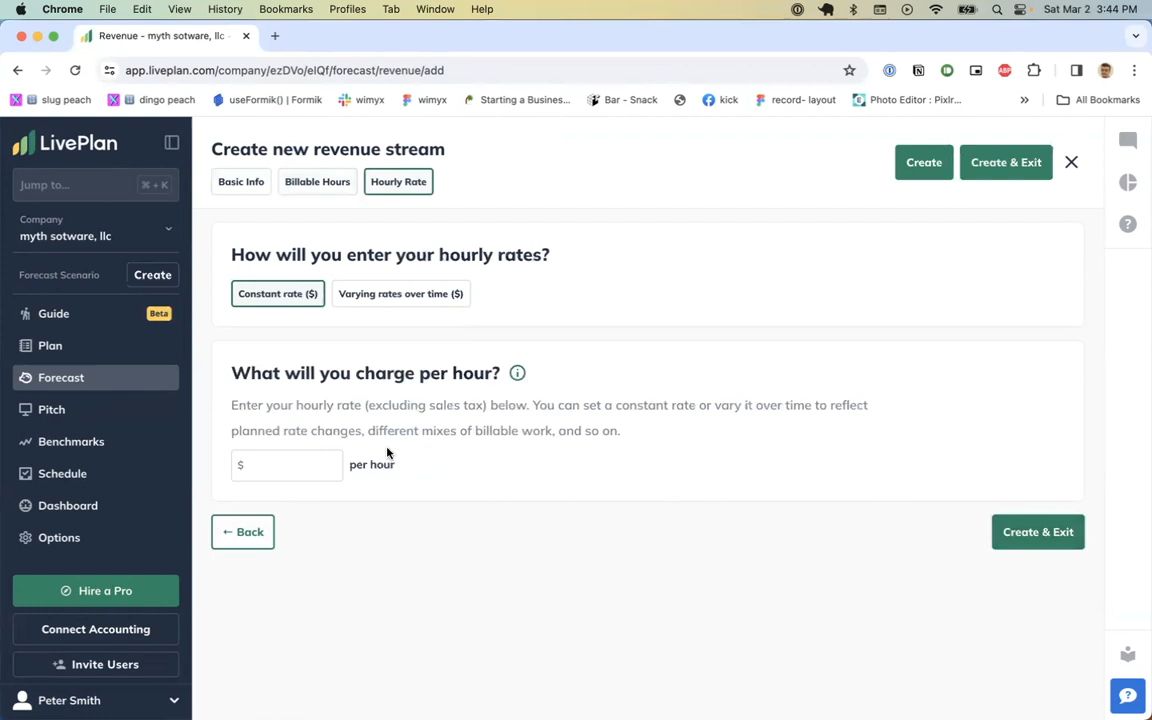 Chrome File Edit View History Bookmarks Profiles Tab Window Help Sat Mar 2 3:44 PM
Revenue - myth sotware, llc -
app.liveplan.com/company/ezDVo/elQf/forecast/revenue/add
slug peach dingo peach useFormik() | Formik wimyx wimyx Starting a Busines... Bar - Snack kick record- layout Photo Editor : Pixlr... » All Bookmarks
LivePlan
Jump to... ⌘ + K
Company
myth sotware, llc
Forecast Scenario Create
Guide Beta
Plan
Forecast
Pitch
Benchmarks
Schedule
Dashboard
Options
Hire a Pro
Connect Accounting
Invite Users
Peter Smith
Create new revenue stream
Basic Info Billable Hours Hourly Rate
Create Create & Exit
How will you enter your hourly rates?
Constant rate ($) Varying rates over time ($)
What will you charge per hour?
Enter your hourly rate (excluding sales tax) below. You can set a constant rate or vary it over time to reflect
planned rate changes, different mixes of billable work, and so on.
$ per hour
← Back Create & Exit